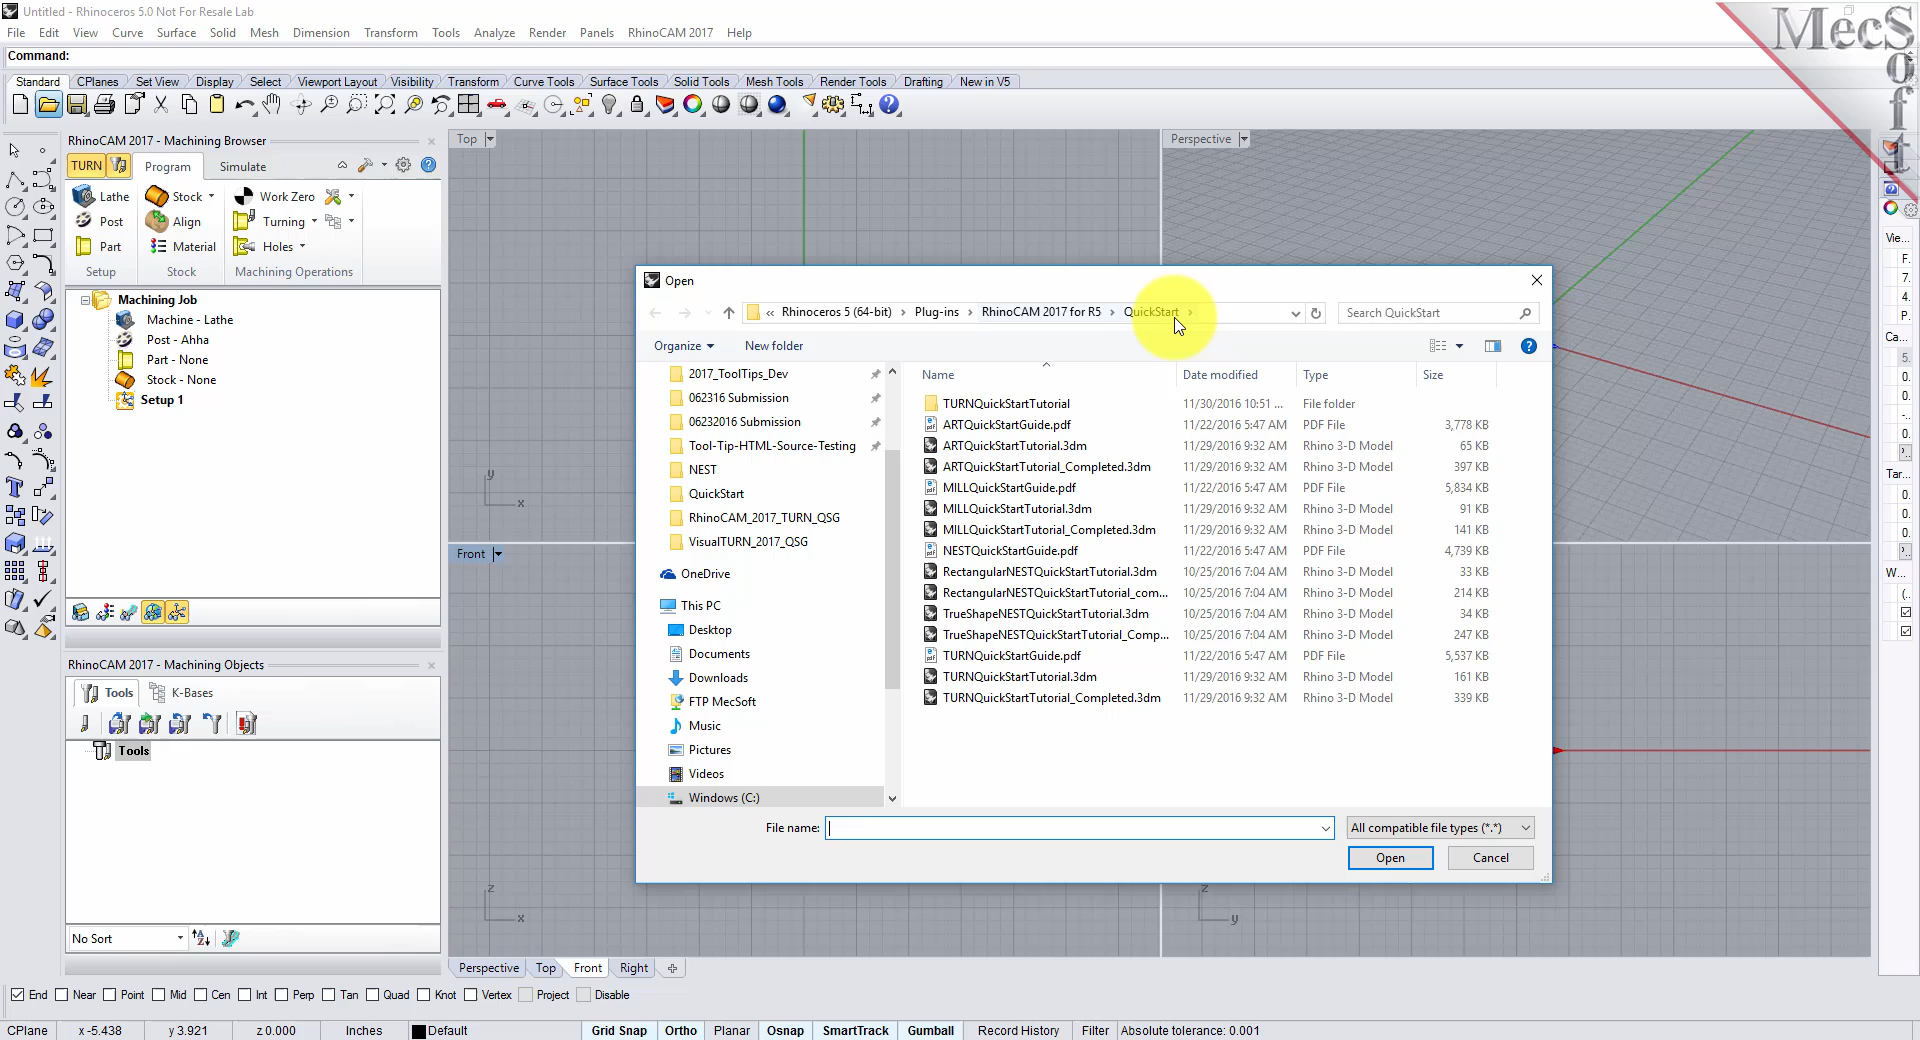 Untitled - Rhinoceros 5.0 Not For Resale Lab
File Edit View Curve Surface Solid Mesh Dimension Transform Tools Analyze Render Panels RhinoCAM 2017 Help
Command:
Standard CPlanes Set View Display Select Viewport Layout Visibility Transform Curve Tools Surface Tools Solid Tools Mesh Tools Render Tools Drafting New in V5
MecSoft
RhinoCAM 2017 - Machining Browser
TURN Program Simulate
Lathe Stock Work Zero
Post Align Turning
Part Material Holes
Setup Stock Machining Operations
Machining Job
Machine - Lathe
Post - Ahha
Part - None
Stock - None
Setup 1
RhinoCAM 2017 - Machining Objects
Tools K-Bases
Tools
No Sort
Top
Perspective
Front
y
x
z
x
z
y
Open
« Rhinoceros 5 (64-bit) › Plug-ins › RhinoCAM 2017 for R5 › QuickStart ›
Search QuickStart
Organize New folder
2017_ToolTips_Dev
062316 Submission
06232016 Submission
Tool-Tip-HTML-Source-Testing
NEST
QuickStart
RhinoCAM_2017_TURN_QSG
VisualTURN_2017_QSG
OneDrive
This PC
Desktop
Documents
Downloads
FTP MecSoft
Music
Pictures
Videos
Windows (C:)
Name Date modified Type Size
TURNQuickStartTutorial 11/30/2016 10:51 ... File folder
ARTQuickStartGuide.pdf 11/22/2016 5:47 AM PDF File 3,778 KB
ARTQuickStartTutorial.3dm 11/29/2016 9:32 AM Rhino 3-D Model 65 KB
ARTQuickStartTutorial_Completed.3dm 11/29/2016 9:32 AM Rhino 3-D Model 397 KB
MILLQuickStartGuide.pdf 11/22/2016 5:47 AM PDF File 5,834 KB
MILLQuickStartTutorial.3dm 11/29/2016 9:32 AM Rhino 3-D Model 91 KB
MILLQuickStartTutorial_Completed.3dm 11/29/2016 9:32 AM Rhino 3-D Model 141 KB
NESTQuickStartGuide.pdf 11/22/2016 5:47 AM PDF File 4,739 KB
RectangularNESTQuickStartTutorial.3dm 10/25/2016 7:04 AM Rhino 3-D Model 33 KB
RectangularNESTQuickStartTutorial_com... 10/25/2016 7:04 AM Rhino 3-D Model 214 KB
TrueShapeNESTQuickStartTutorial.3dm 10/25/2016 7:04 AM Rhino 3-D Model 34 KB
TrueShapeNESTQuickStartTutorial_Comp... 10/25/2016 7:04 AM Rhino 3-D Model 247 KB
TURNQuickStartGuide.pdf 11/22/2016 5:47 AM PDF File 5,537 KB
TURNQuickStartTutorial.3dm 11/29/2016 9:32 AM Rhino 3-D Model 161 KB
TURNQuickStartTutorial_Completed.3dm 11/29/2016 9:32 AM Rhino 3-D Model 339 KB
File name: All compatible file types (*.*)
Open Cancel
Vie...
F.
7.
4.
P.
Ca...
5.
0.
0.
-..
0.
Tar...
0.
0.
0.
W...
(..
Perspective Top Front Right
End Near Point Mid Cen Int Perp Tan Quad Knot Vertex Project Disable
CPlane x -5.438 y 3.921 z 0.000 Inches Default Grid Snap Ortho Planar Osnap SmartTrack Gumball Record History Filter Absolute tolerance: 0.001